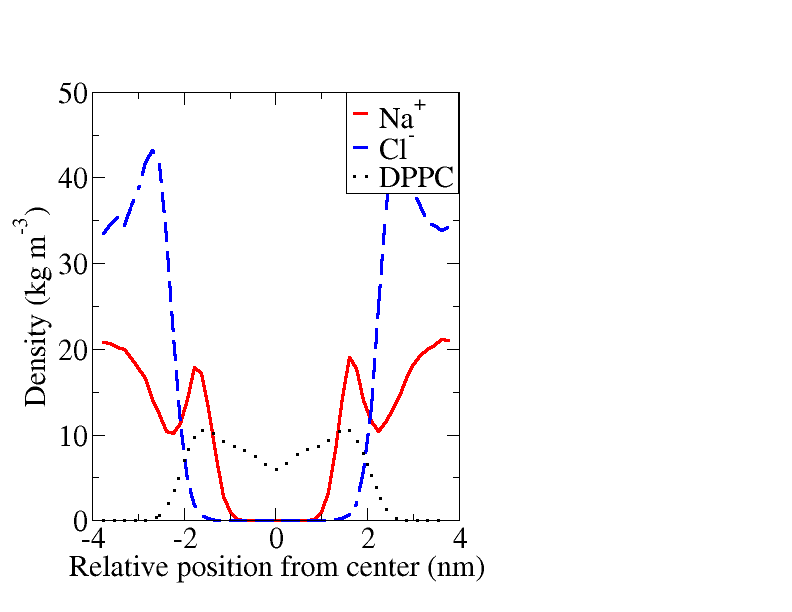 50
40
30
20
10
0
Density (kg m⁻³)
Na⁺
Cl⁻
DPPC
-4 -2 0 2 4
Relative position from center (nm)